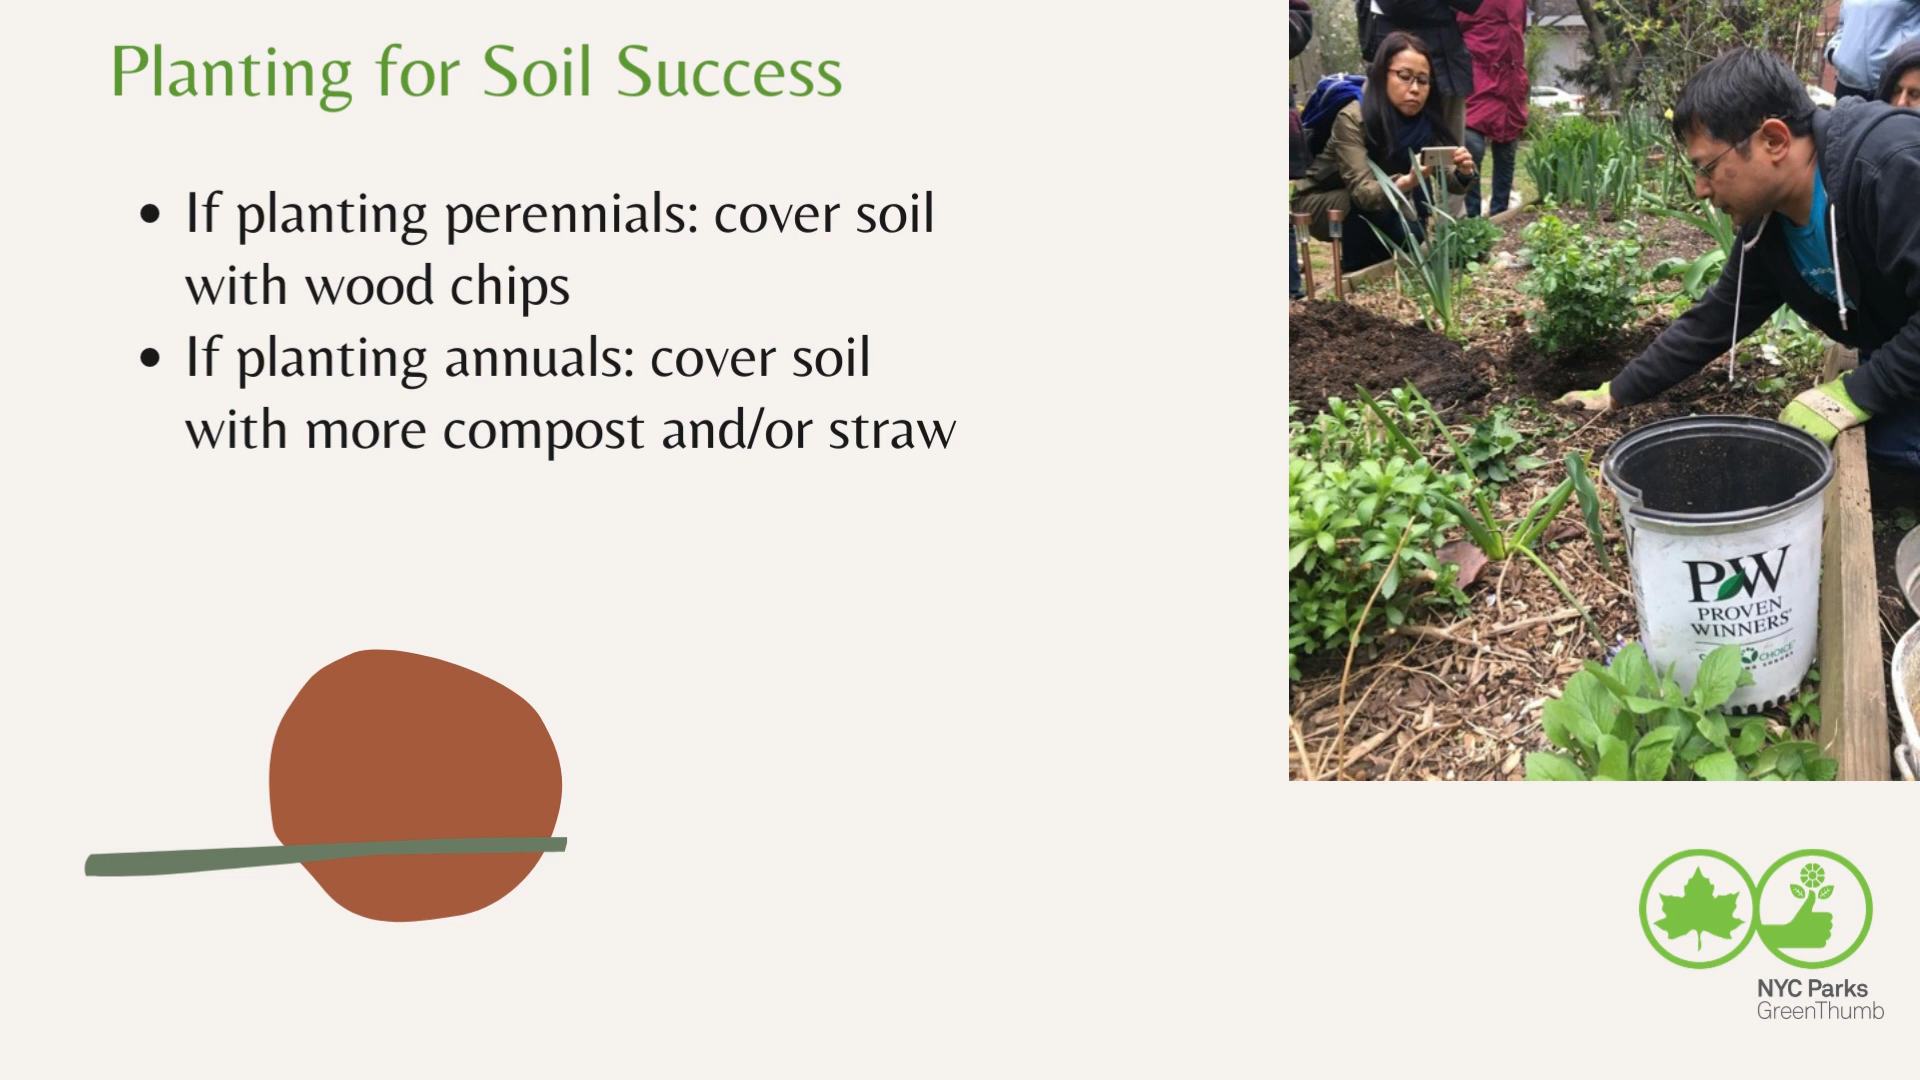 Planting for Soil Success
• If planting perennials: cover soil
with wood chips
• If planting annuals: cover soil
with more compost and/or straw
PW
PROVEN
WINNERS®
CHOICE
NYC Parks
GreenThumb